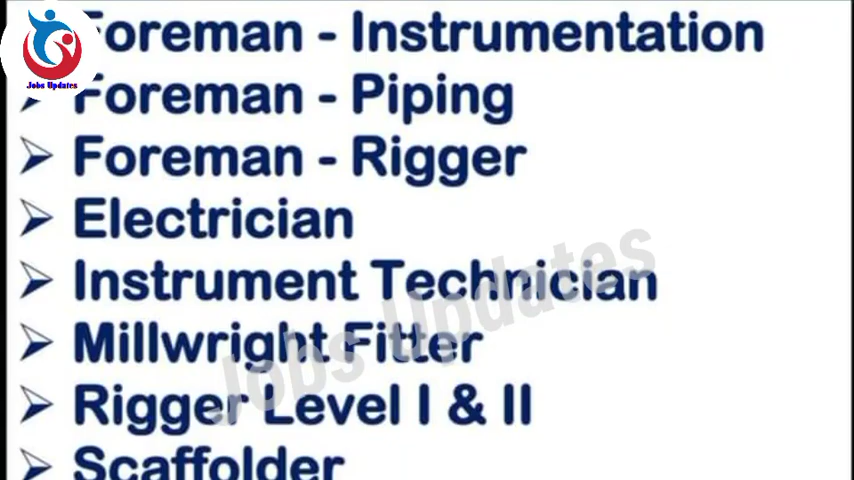 Foreman - Instrumentation
Jobs Updates
Foreman - Piping
Foreman - Rigger
Electrician
Instrument Technician
Millwright Fitter
Rigger Level I & II
Scaffolder
Jobs Updates